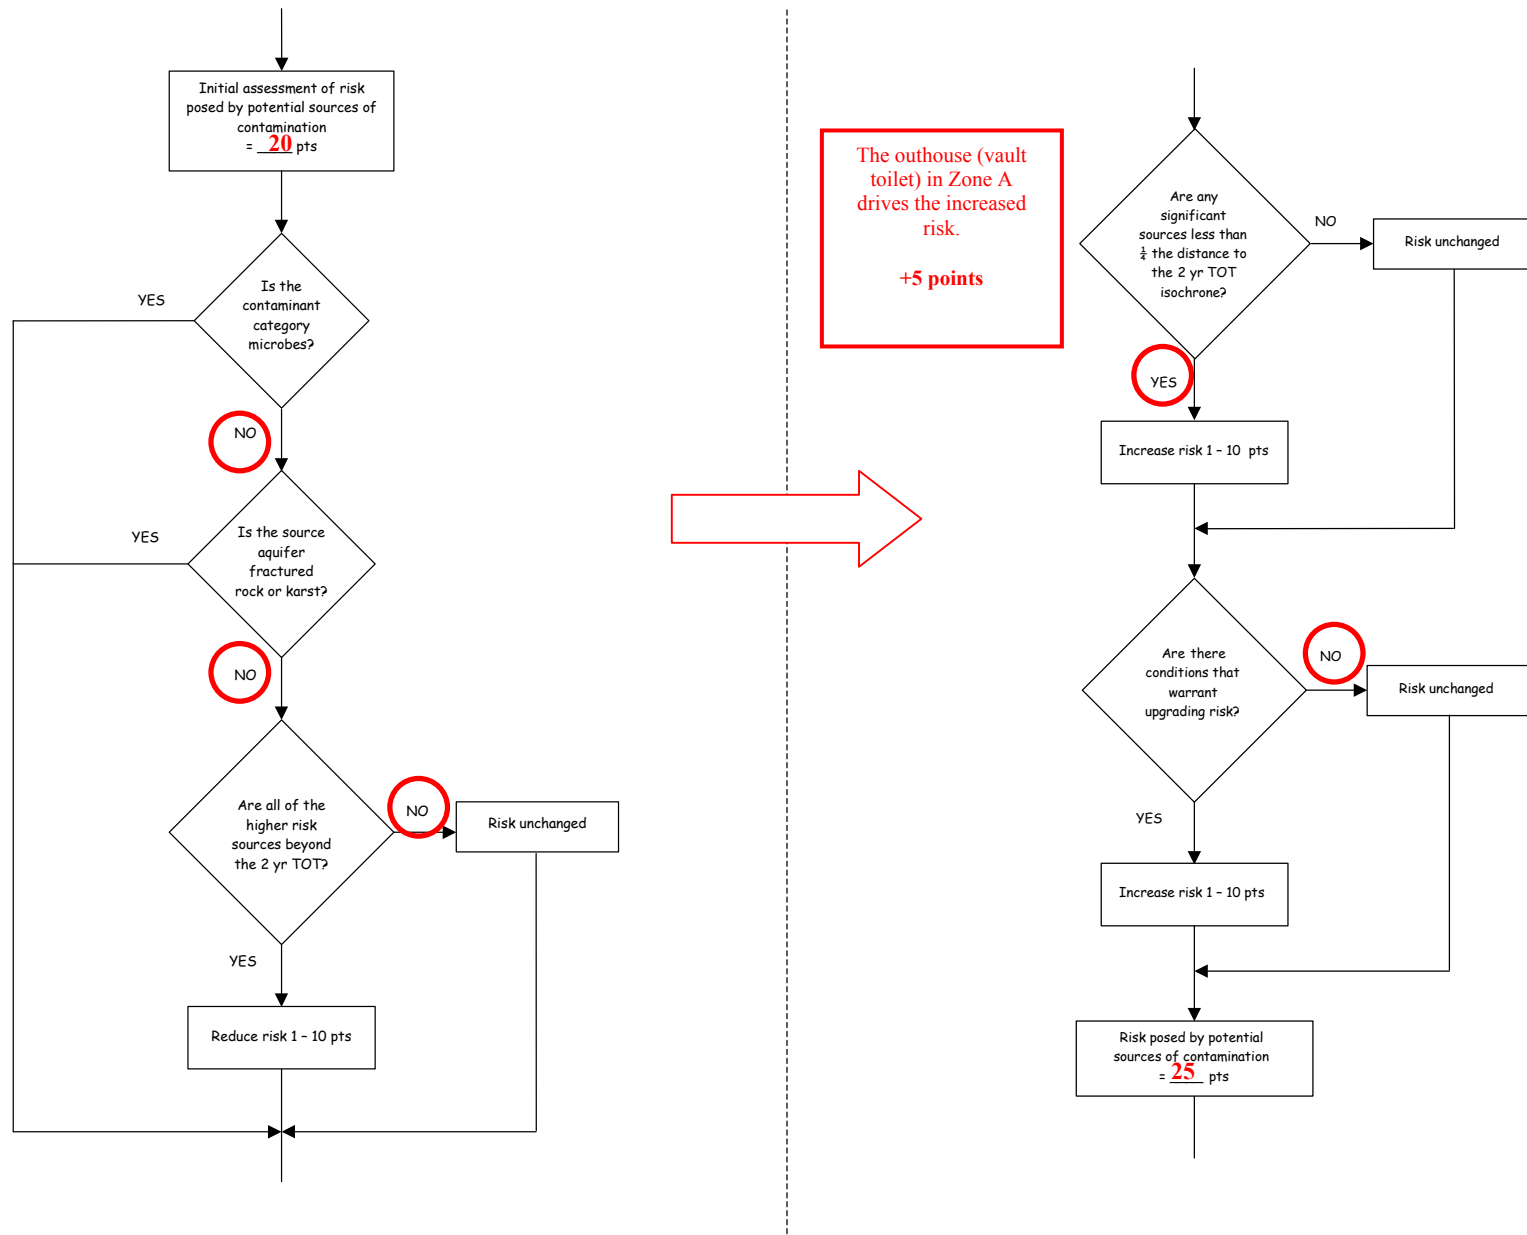 Initial assessment of risk
posed by potential sources of
contamination
= 20 pts
Is the
contaminant
category
microbes?
YES
NO
Is the source
aquifer
fractured
rock or karst?
YES
NO
Are all of the
higher risk
sources beyond
the 2 yr TOT?
NO
Risk unchanged
YES
Reduce risk 1 – 10 pts
The outhouse (vault
toilet) in Zone A
drives the increased
risk.
+5 points
Are any
significant
sources less than
¼ the distance to
the 2 yr TOT
isochrone?
NO
Risk unchanged
YES
Increase risk 1 – 10 pts
Are there
conditions that
warrant
upgrading risk?
NO
Risk unchanged
YES
Increase risk 1 – 10 pts
Risk posed by potential
sources of contamination
= 25 pts